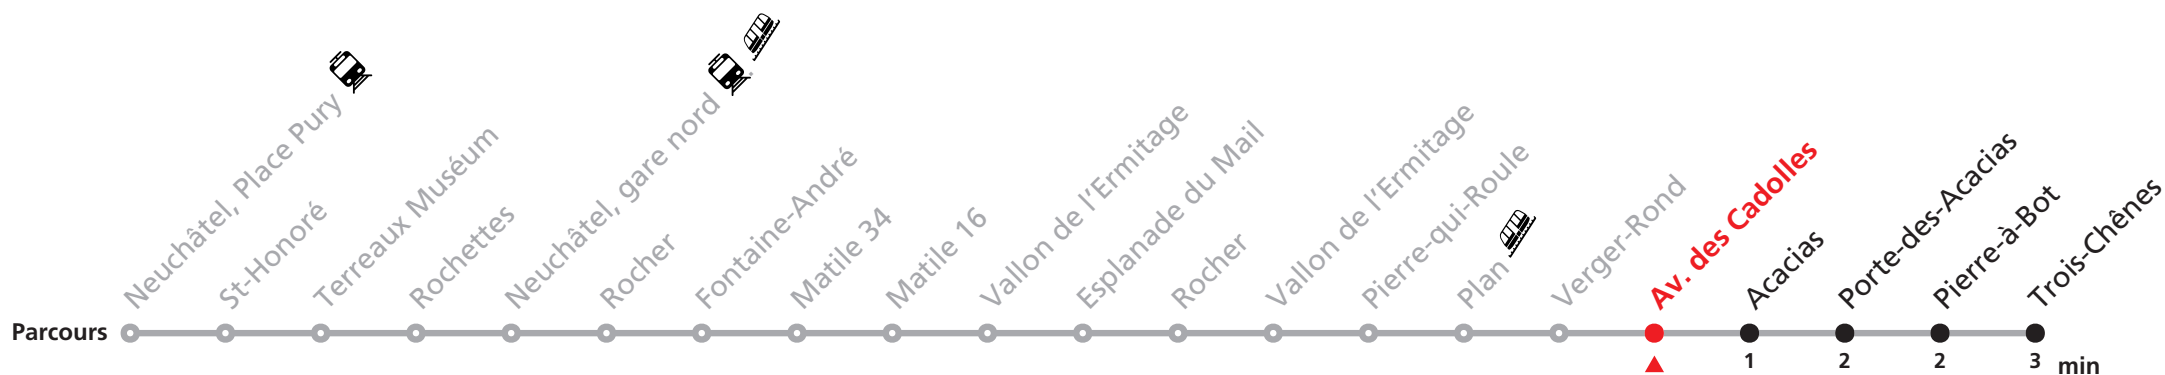 Neuchâtel, Place Pury
St-Honoré
Terreaux Muséum
Rochettes
Neuchâtel, gare nord
Rocher
Fontaine-André
Matile 34
Matile 16
Vallon de l'Ermitage
Esplanade du Mail
Rocher
Vallon de l'Ermitage
Pierre-qui-Roule
Plan
Verger-Rond
Av. des Cadolles
Acacias
Porte-des-Acacias
Pierre-à-Bot
Trois-Chênes
Parcours
1 2 2 3 min